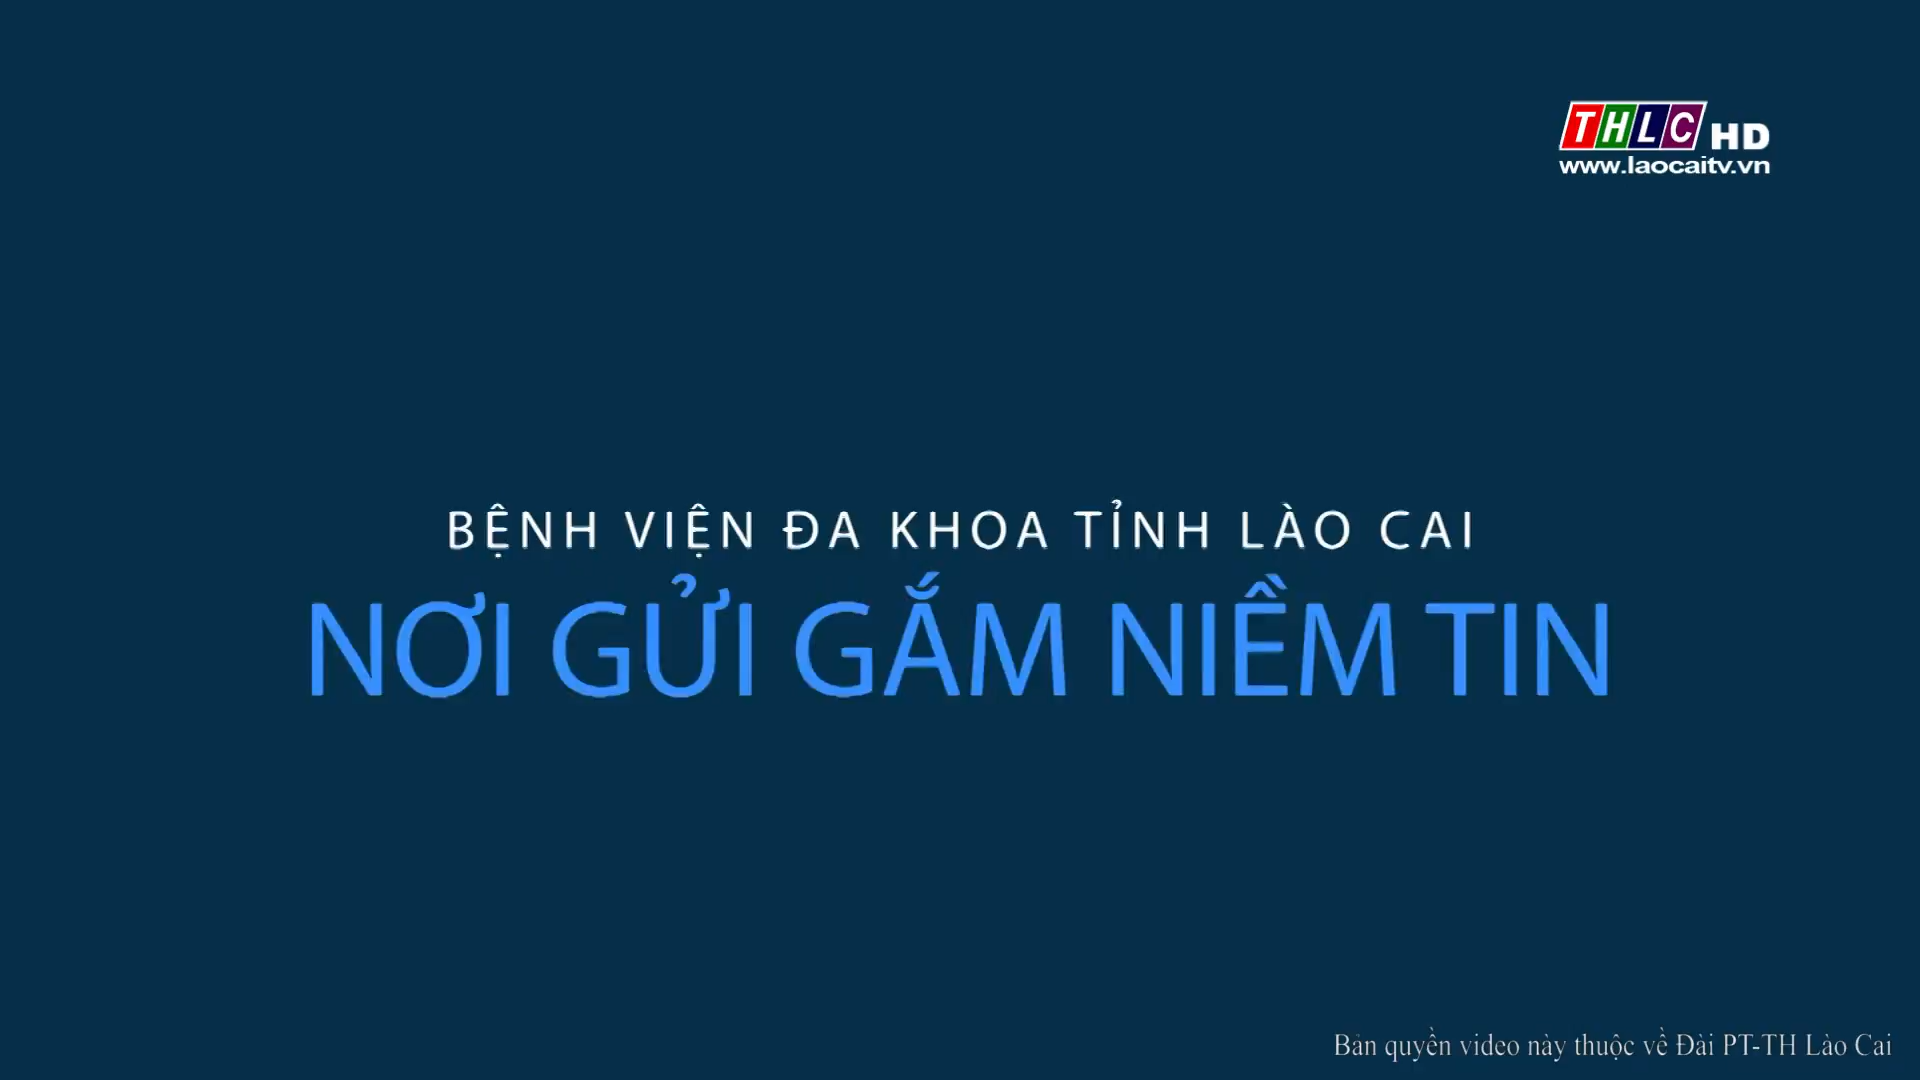 THLC HD
www.laocaitv.vn
BỆNH VIỆN ĐA KHOA TỈNH LÀO CAI
NƠI GỬI GẮM NIỀM TIN
Bản quyền video này thuộc về Đài PT-TH Lào Cai